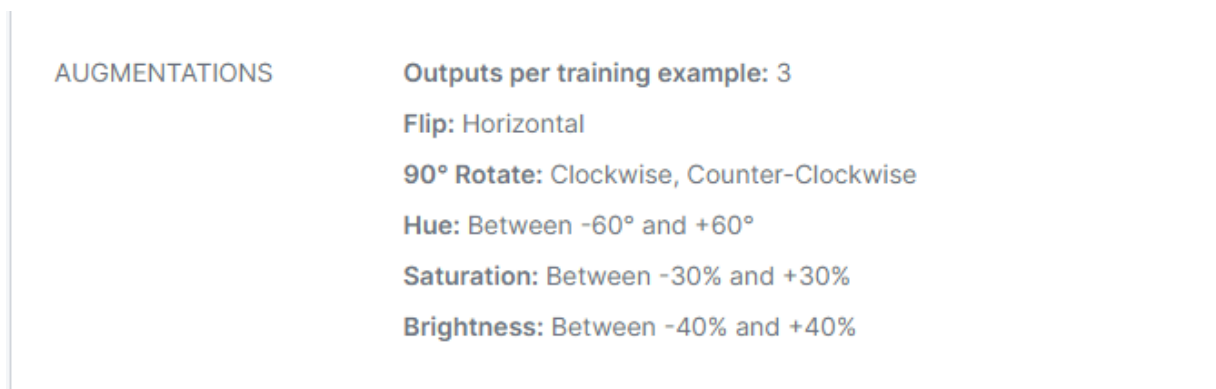 AUGMENTATIONS
Outputs per training example: 3
Flip: Horizontal
90° Rotate: Clockwise, Counter-Clockwise
Hue: Between -60° and +60°
Saturation: Between -30% and +30%
Brightness: Between -40% and +40%